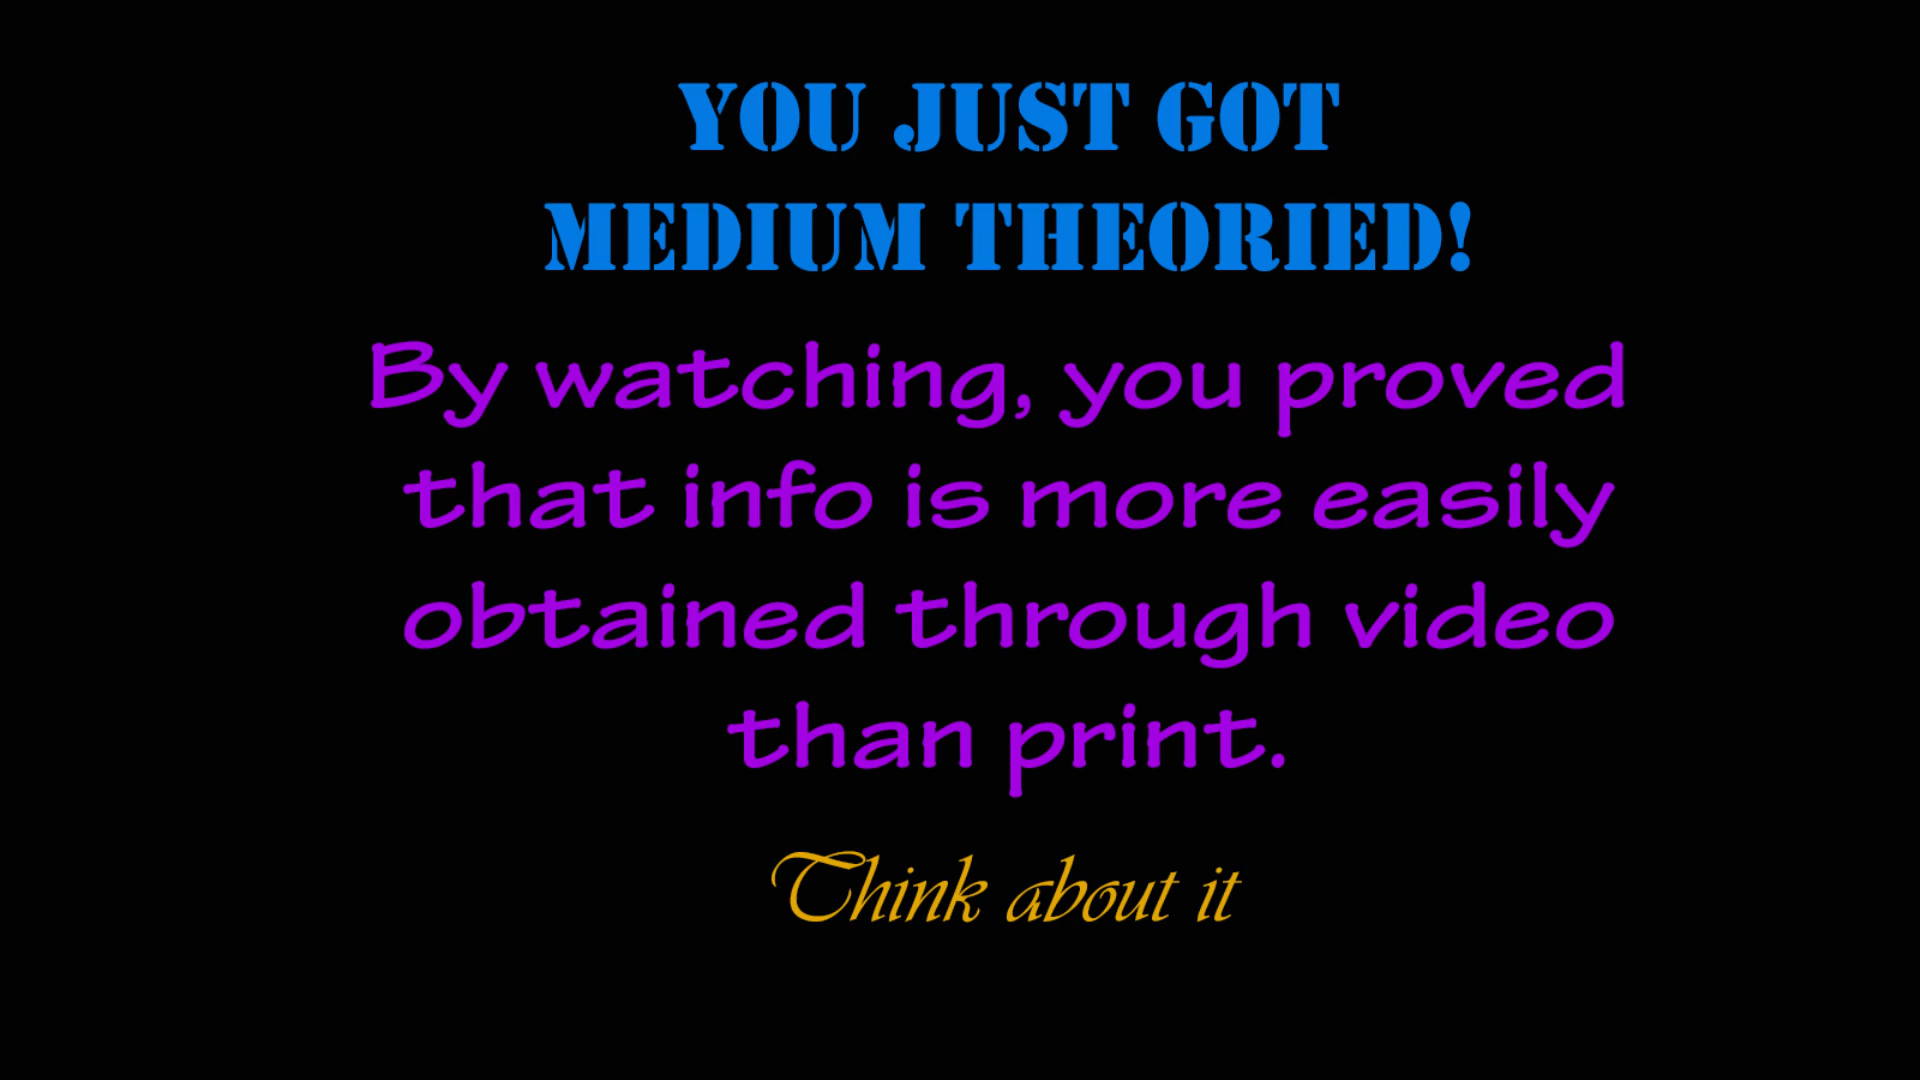 YOU JUST GOT
MEDIUM THEORIED!
By watching, you proved
that info is more easily
obtained through video
than print.
Think about it